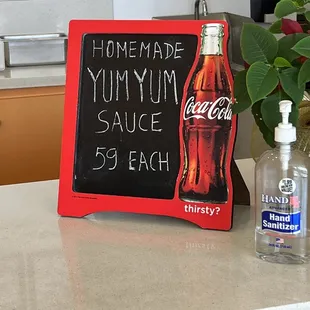 HOMEMADE
YUM YUM
SAUCE
59 EACH
Coca-Cola
thirsty?
HAND
Hand
Sanitizer